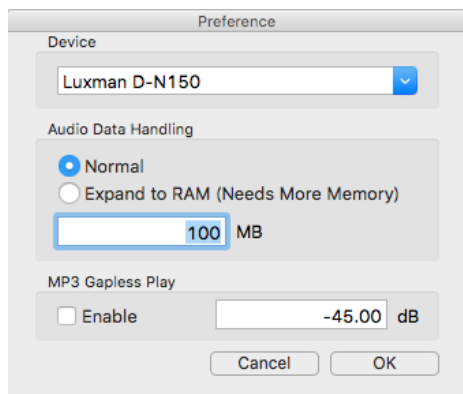 Preference
Device
Luxman D-N150
Audio Data Handling
Normal
Expand to RAM (Needs More Memory)
100 MB
MP3 Gapless Play
Enable -45.00 dB
Cancel OK